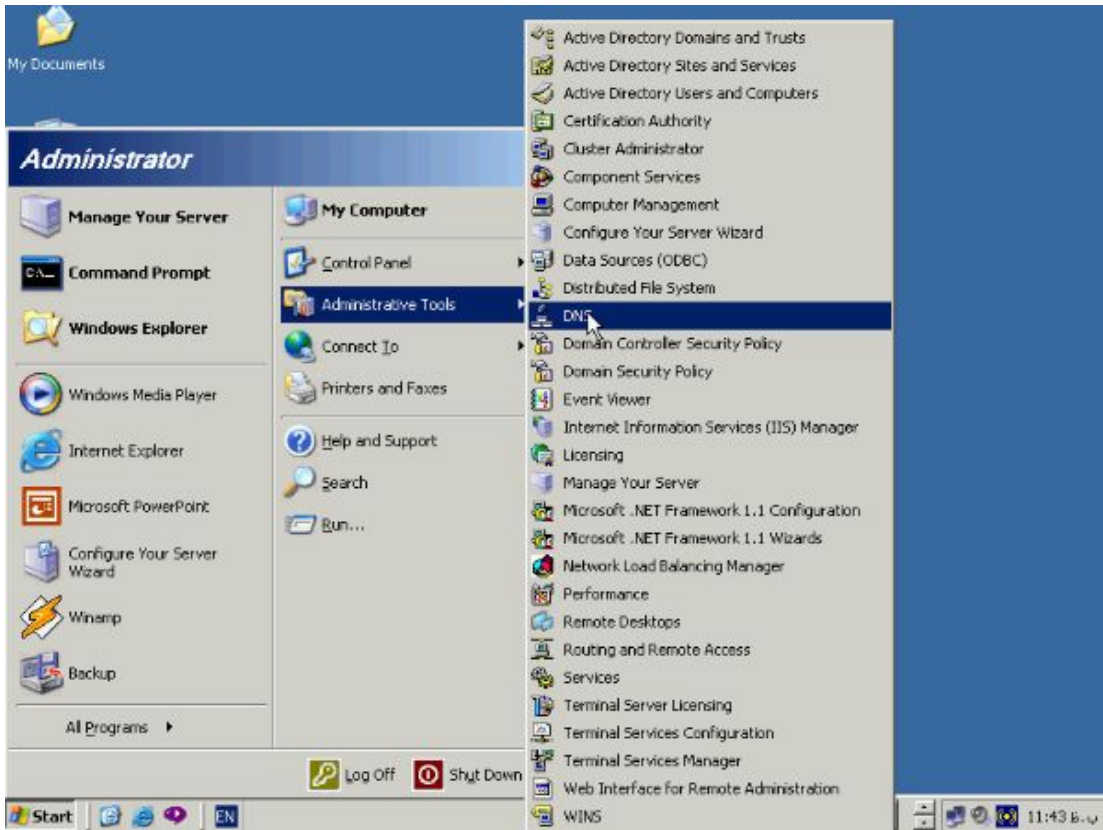 My Documents
Administrator
Manage Your Server
Command Prompt
Windows Explorer
Windows Media Player
Internet Explorer
Microsoft PowerPoint
Configure Your Server
Wizard
Winamp
Backup
All Programs
My Computer
Control Panel
Administrative Tools
Connect To
Printers and Faxes
Help and Support
Search
Run...
Log Off
Shut Down
Active Directory Domains and Trusts
Active Directory Sites and Services
Active Directory Users and Computers
Certification Authority
Cluster Administrator
Component Services
Computer Management
Configure Your Server Wizard
Data Sources (ODBC)
Distributed File System
DNS
Domain Controller Security Policy
Domain Security Policy
Event Viewer
Internet Information Services (IIS) Manager
Licensing
Manage Your Server
Microsoft .NET Framework 1.1 Configuration
Microsoft .NET Framework 1.1 Wizards
Network Load Balancing Manager
Performance
Remote Desktops
Routing and Remote Access
Services
Terminal Server Licensing
Terminal Services Configuration
Terminal Services Manager
Web Interface for Remote Administration
WINS
Start
EN
11:43